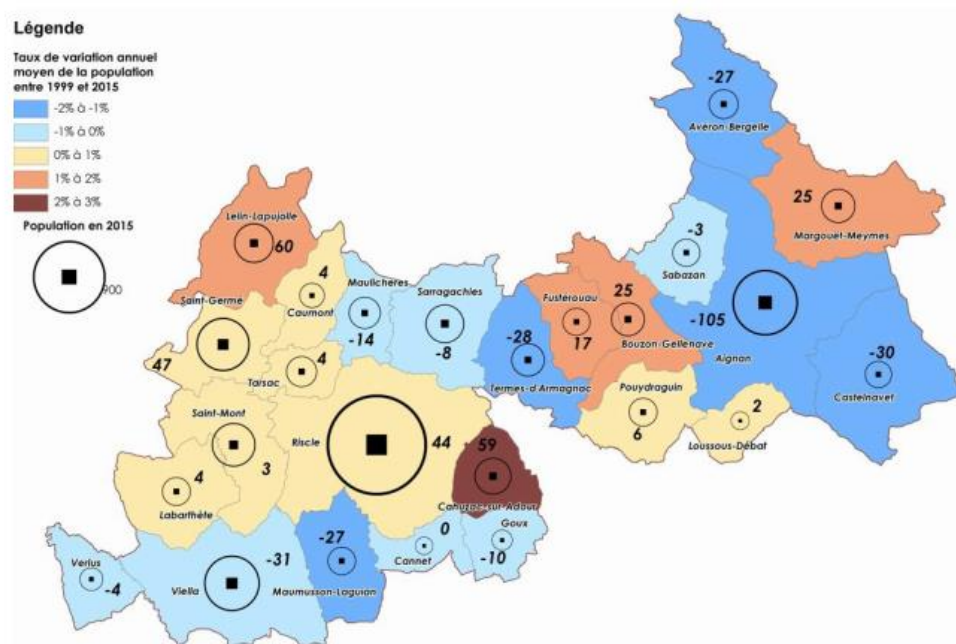 Légende
Taux de variation annuel
moyen de la population
entre 1999 et 2015
-2% à -1%
-1% à 0%
0% à 1%
1% à 2%
2% à 3%
Population en 2015
900
-27
Avéron-Bergelle
25
Margouët-Meymes
-3
Sabazan
Lelin-Lapujolle
60
4
Caumont
Maulichères
-14
Sarragachies
-8
Saint-Germé
47
4
Tarsac
-28
Termes-d'Armagnac
Fustérouau
17
25
Bouzon-Gellenave
-105
Aignan
-30
Castelnavet
Pouydraguin
6
2
Loussous-Débat
Saint-Mont
3
Riscle
44
59
Cahuzac-sur-Adour
4
Labarthète
Verlus
-4
-31
Viella
-27
Maumusson-Laguian
0
Cannet
Goux
-10